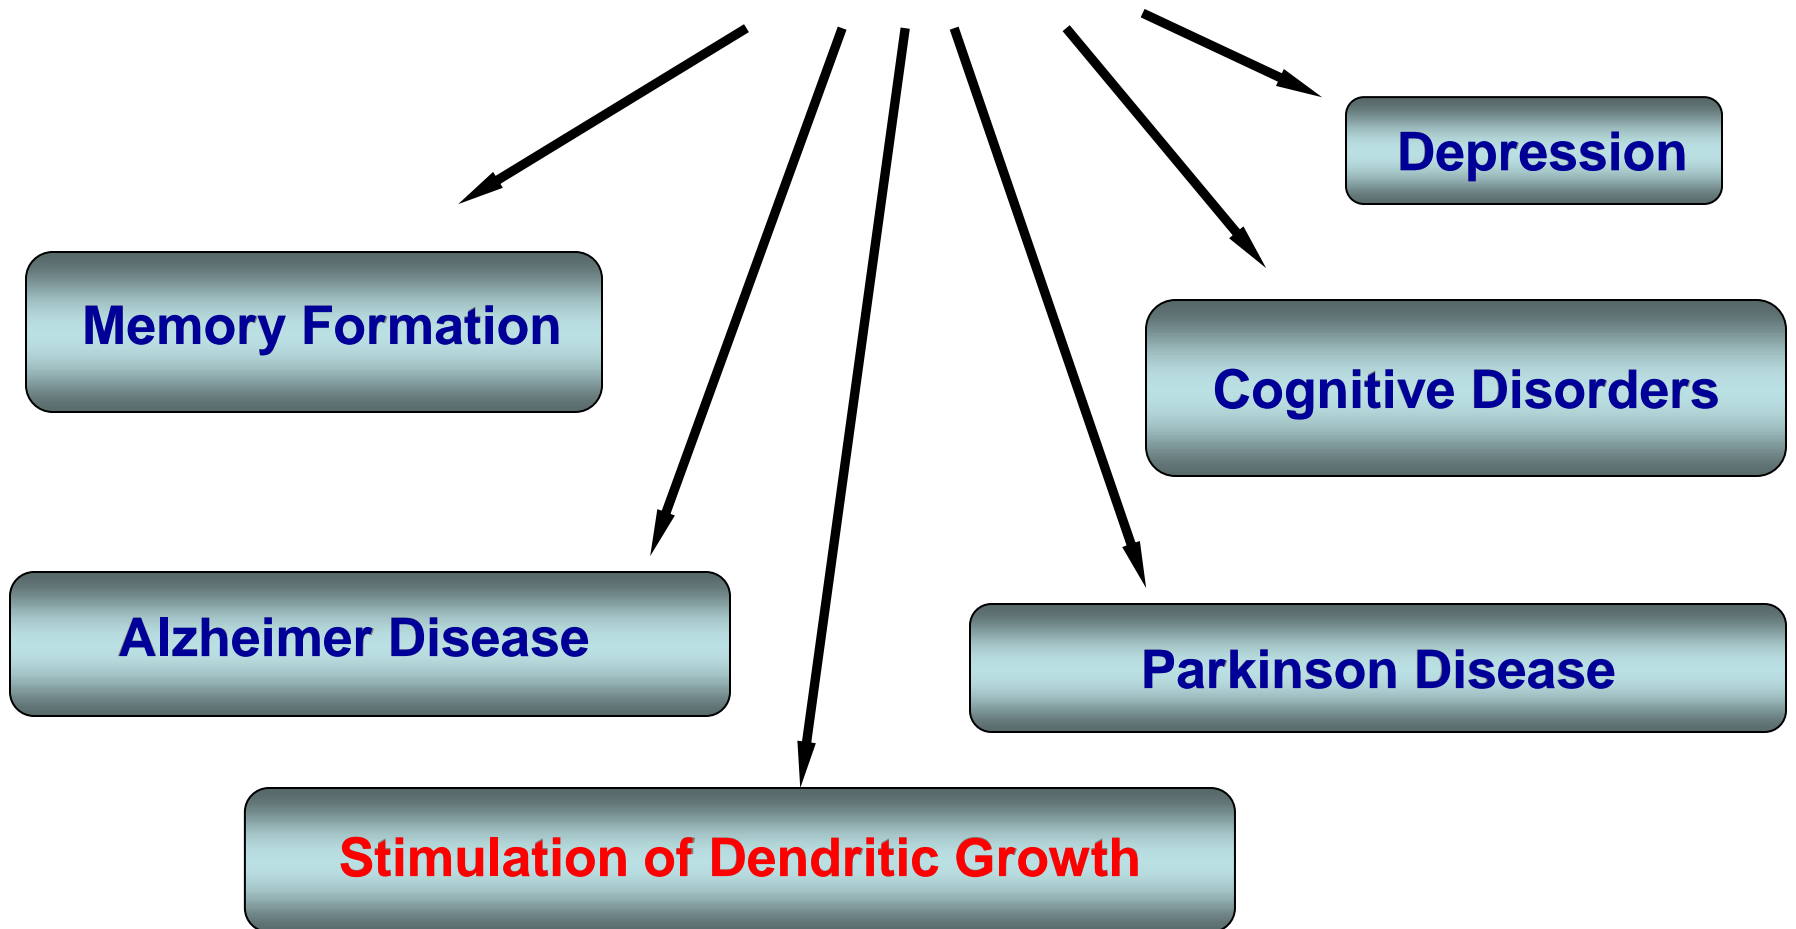 Depression
Memory Formation
Cognitive Disorders
Alzheimer Disease
Parkinson Disease
Stimulation of Dendritic Growth